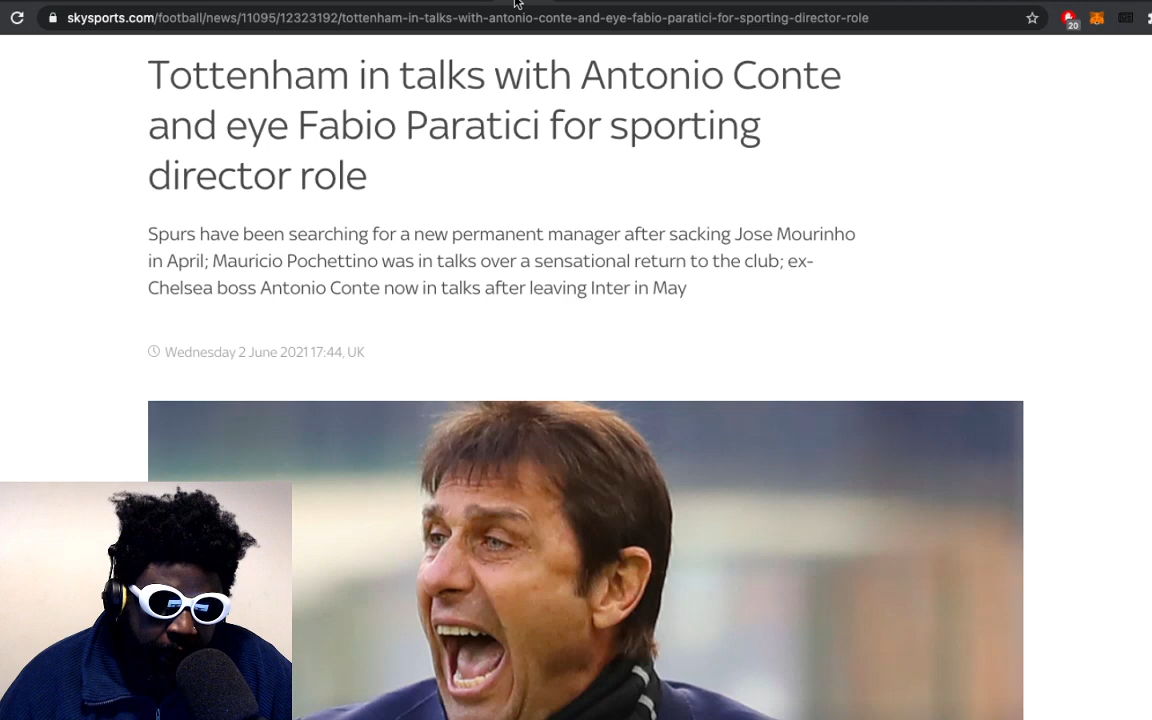 skysports.com/football/news/11095/12323192/tottenham-in-talks-with-antonio-conte-and-eye-fabio-paratici-for-sporting-director-role
20
Tottenham in talks with Antonio Conte
and eye Fabio Paratici for sporting
director role
Spurs have been searching for a new permanent manager after sacking Jose Mourinho
in April; Mauricio Pochettino was in talks over a sensational return to the club; ex-
Chelsea boss Antonio Conte now in talks after leaving Inter in May
Wednesday 2 June 2021 17:44, UK